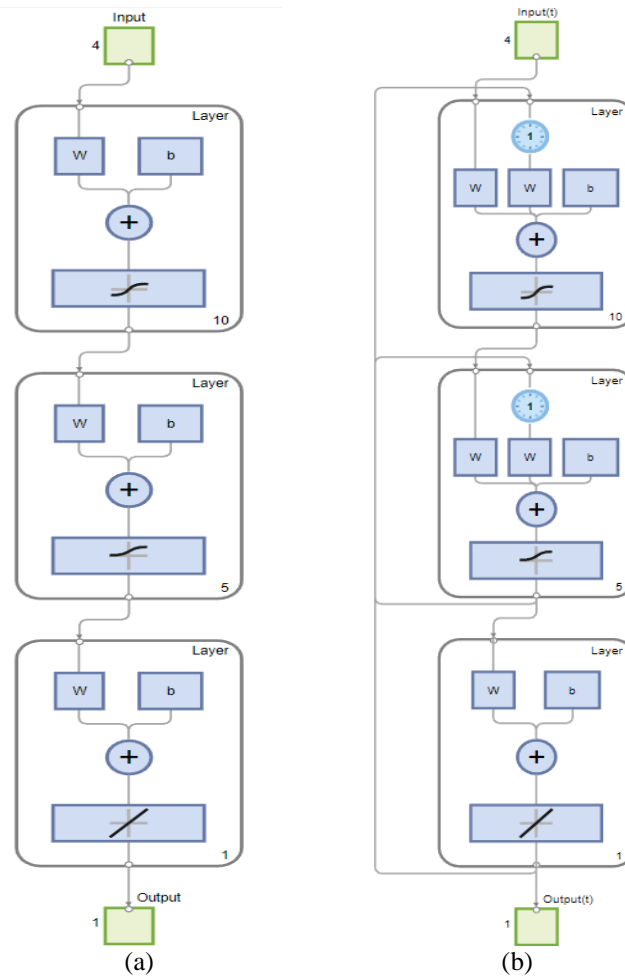 Input
4
Layer
W
b
+
10
Layer
W
b
+
5
Layer
W
b
+
1
Output
1
(a)
Input(t)
4
Layer
1
W
W
b
+
10
Layer
1
W
W
b
+
5
Layer
W
b
+
1
Output(t)
1
(b)